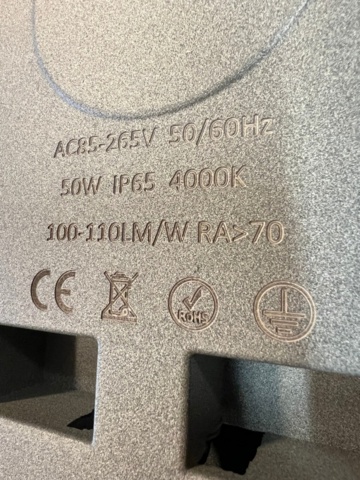 AC85-265V 50/60Hz
50W IP65 4000K
100-110LM/W RA>70
CE RoHS